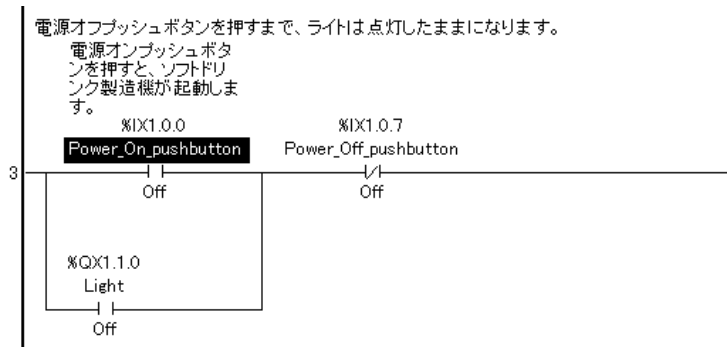 電源オフプッシュボタンを押すまで、ライトは点灯したままになります。
電源オンプッシュボタ
ンを押すと、ソフトドリ
ンク製造機が起動しま
す。
%IX1.0.0 %IX1.0.7
Power_On_pushbutton Power_Off_pushbutton
3
Off Off
%QX1.1.0
Light
Off